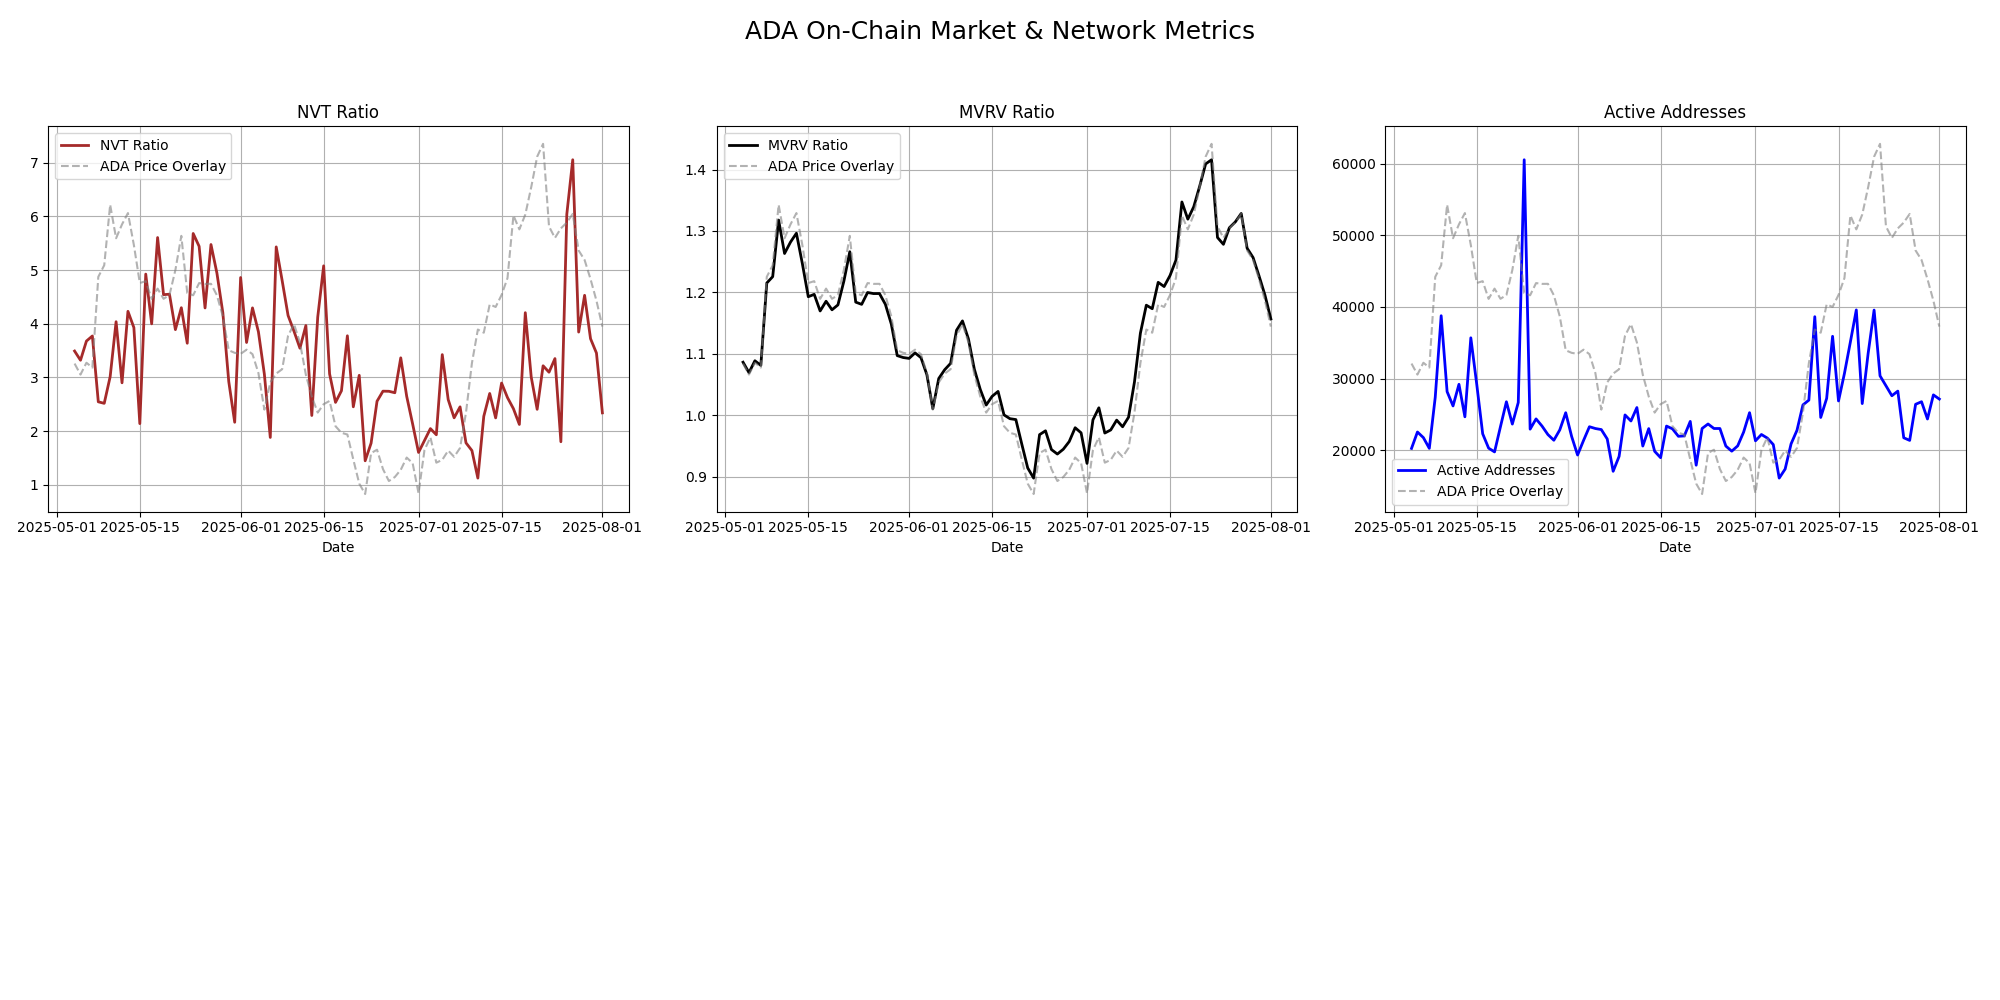 ADA On-Chain Market & Network Metrics
NVT Ratio
NVT Ratio
ADA Price Overlay
7
6
5
4
3
2
1
2025-05-01 2025-05-15 2025-06-01 2025-06-15 2025-07-01 2025-07-15 2025-08-01
Date
MVRV Ratio
MVRV Ratio
ADA Price Overlay
1.4
1.3
1.2
1.1
1.0
0.9
2025-05-01 2025-05-15 2025-06-01 2025-06-15 2025-07-01 2025-07-15 2025-08-01
Date
Active Addresses
60000
50000
40000
30000
20000
Active Addresses
ADA Price Overlay
2025-05-01 2025-05-15 2025-06-01 2025-06-15 2025-07-01 2025-07-15 2025-08-01
Date